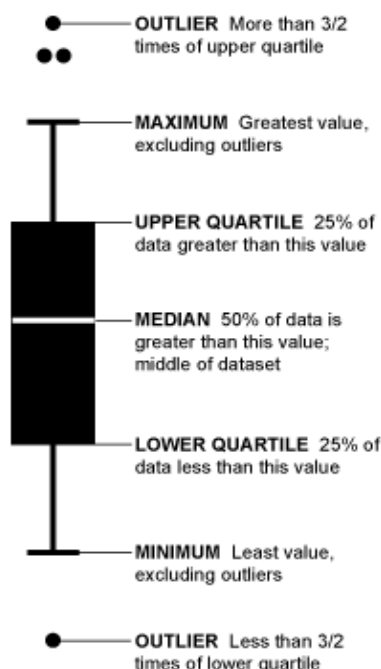 OUTLIER More than 3/2
times of upper quartile
MAXIMUM Greatest value,
excluding outliers
UPPER QUARTILE 25% of
data greater than this value
MEDIAN 50% of data is
greater than this value;
middle of dataset
LOWER QUARTILE 25% of
data less than this value
MINIMUM Least value,
excluding outliers
OUTLIER Less than 3/2
times of lower quartile